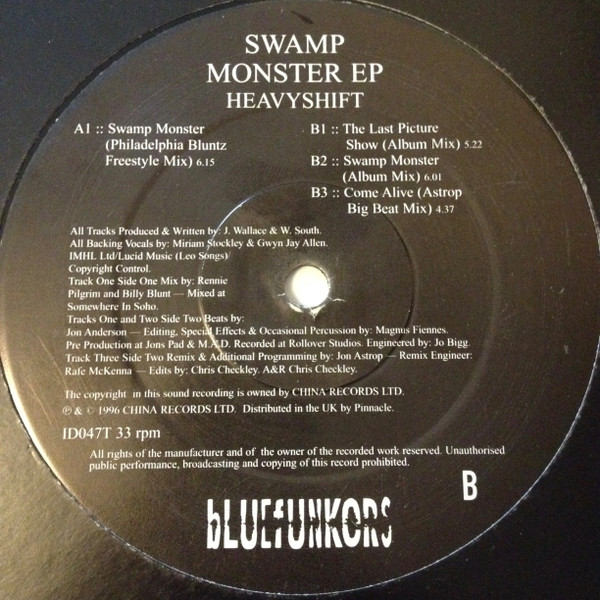 SWAMP
MONSTER EP
HEAVYSHIFT
A1 :: Swamp Monster
(Philadelphia Bluntz
Freestyle Mix) 6.15
B1 :: The Last Picture
Show (Album Mix) 5.22
B2 :: Swamp Monster
(Album Mix) 6.01
B3 :: Come Alive (Astrop
Big Beat Mix) 4.37
All Tracks Produced & Written by: J. Wallace & W. South.
All Backing Vocals by: Miriam Stockley & Gwyn Jay Allen.
IMHL Ltd/Lucid Music (Leo Songs)
Copyright Control.
Track One Side One Mix by: Rennie
Pilgrim and Billy Blunt — Mixed at
Somewhere In Soho.
Tracks One and Two Side Two Beats by:
Jon Anderson — Editing, Special Effects & Occasional Percussion by: Magnus Fiennes.
Pre Production at Jons Pad & M.A.D. Recorded at Rollover Studios. Engineered by: Jo Bigg.
Track Three Side Two Remix & Additional Programming by: Jon Astrop — Remix Engineer:
Rafe McKenna — Edits by: Chris Checkley. A&R Chris Checkley.
The copyright in this sound recording is owned by CHINA RECORDS LTD.
℗ & © 1996 CHINA RECORDS LTD. Distributed in the UK by Pinnacle.
ID047T 33 rpm
All rights of the manufacturer and of the owner of the recorded work reserved. Unauthorised
public performance, broadcasting and copying of this record prohibited.
B
bLUEfUNKORS